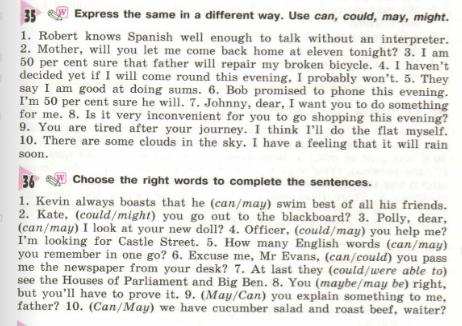 35 W Express the same in a different way. Use can, could, may, might.
1. Robert knows Spanish well enough to talk without an interpreter.
2. Mother, will you let me come back home at eleven tonight? 3. I am
50 per cent sure that father will repair my broken bicycle. 4. I haven't
decided yet if I will come round this evening, I probably won't. 5. They
say I am good at doing sums. 6. Bob promised to phone this evening.
I'm 50 per cent sure he will. 7. Johnny, dear, I want you to do something
for me. 8. Is it very inconvenient for you to go shopping this evening?
9. You are tired after your journey. I think I'll do the flat myself.
10. There are some clouds in the sky. I have a feeling that it will rain
soon.
36 W Choose the right words to complete the sentences.
1. Kevin always boasts that he (can/may) swim best of all his friends.
2. Kate, (could/might) you go out to the blackboard? 3. Polly, dear,
(can/may) I look at your new doll? 4. Officer, (could/may) you help me?
I'm looking for Castle Street. 5. How many English words (can/may)
you remember in one go? 6. Excuse me, Mr Evans, (can/could) you pass
me the newspaper from your desk? 7. At last they (could/were able to)
see the Houses of Parliament and Big Ben. 8. You (maybe/may be) right,
but you'll have to prove it. 9. (May/Can) you explain something to me,
father? 10. (Can/May) we have cucumber salad and roast beef, waiter?